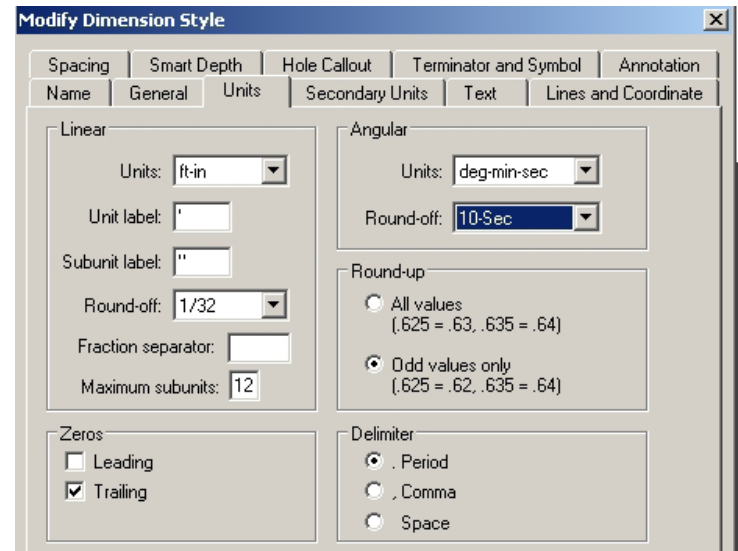 Modify Dimension Style
Spacing Smart Depth Hole Callout Terminator and Symbol Annotation
Name General Units Secondary Units Text Lines and Coordinate
Linear
Units: ft-in
Unit label: '
Subunit label: "
Round-off: 1/32
Fraction separator:
Maximum subunits: 12
Angular
Units: deg-min-sec
Round-off: 10-Sec
Round-up
All values
(.625 = .63, .635 = .64)
Odd values only
(.625 = .62, .635 = .64)
Zeros
Leading
Trailing
Delimiter
. Period
, Comma
Space